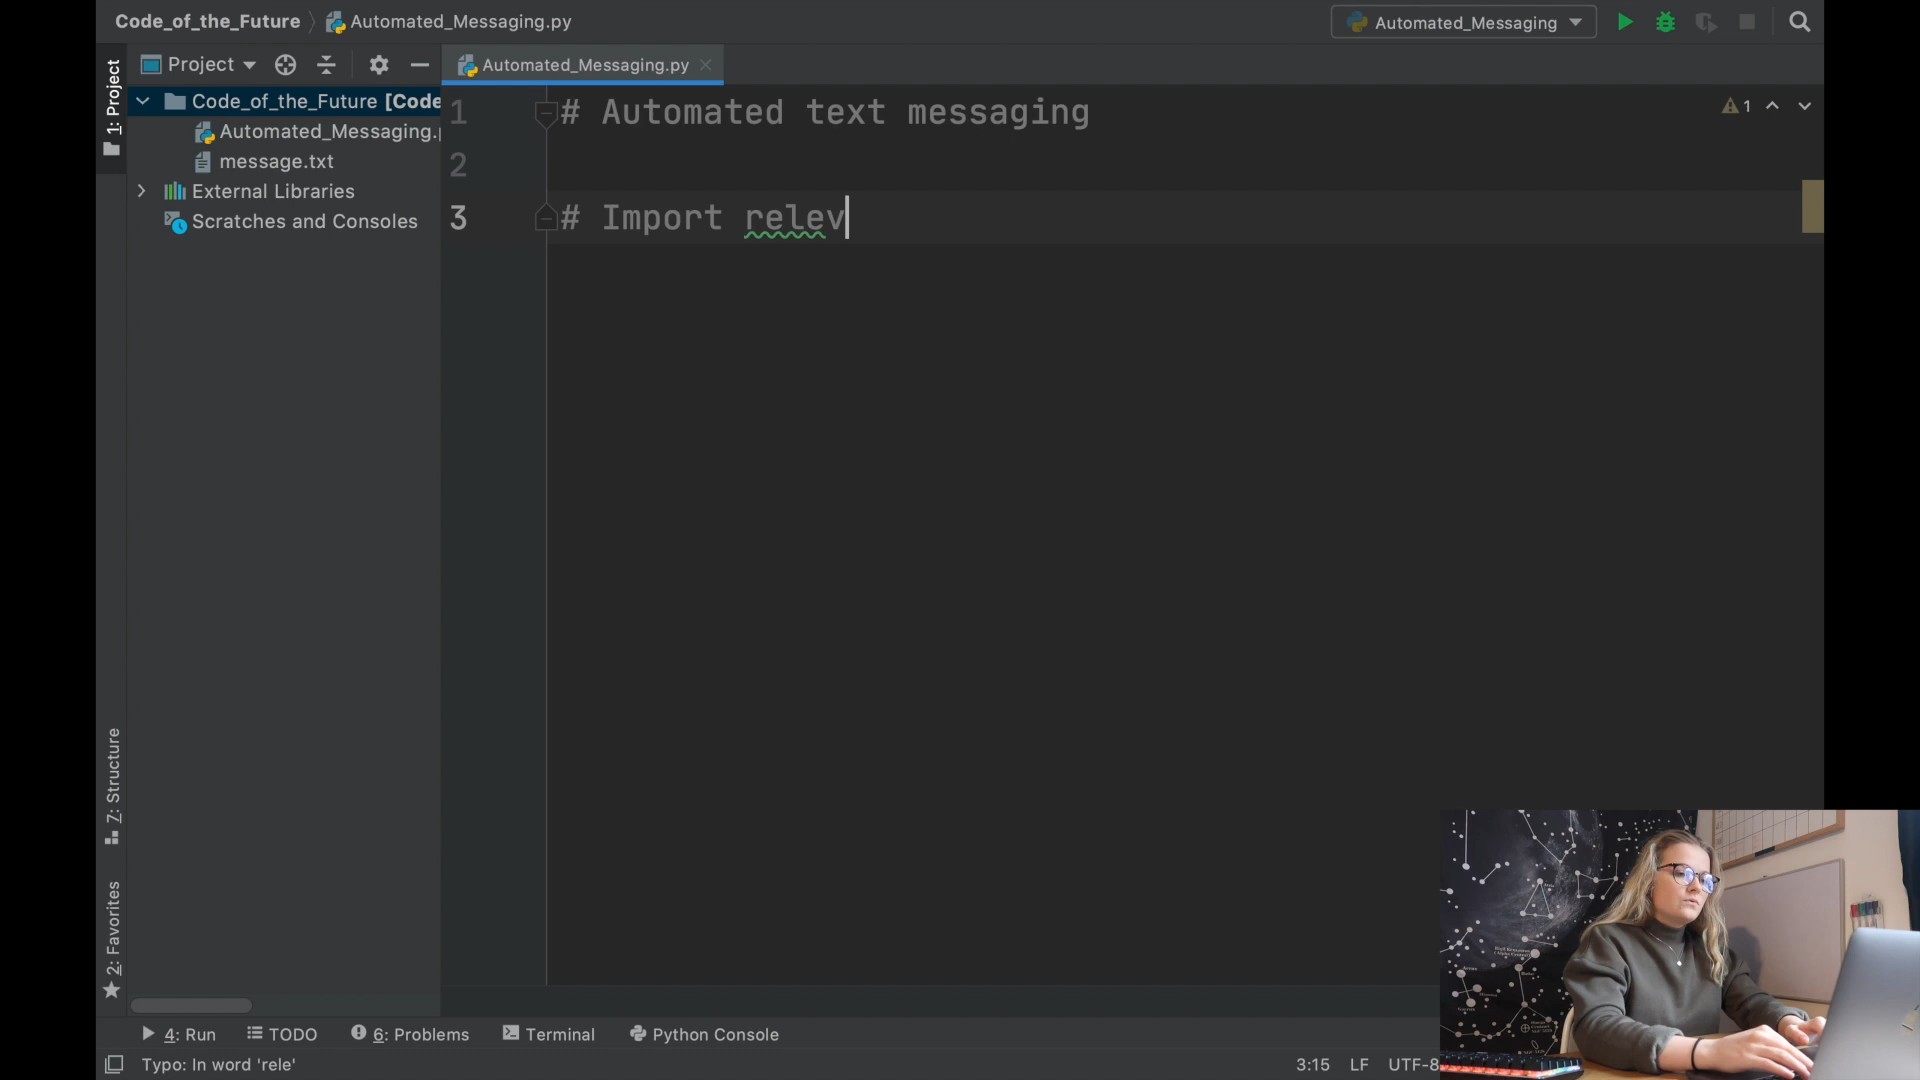 Code_of_the_Future
Automated_Messaging.py
Automated_Messaging
1: Project
Project
Automated_Messaging.py
Code_of_the_Future [Code
Automated_Messaging.
message.txt
External Libraries
Scratches and Consoles
1 # Automated text messaging
1
2
3 # Import relev
7: Structure
2: Favorites
4: Run
TODO
6: Problems
Terminal
Python Console
Typo: In word 'rele'
3:15
LF
UTF-8